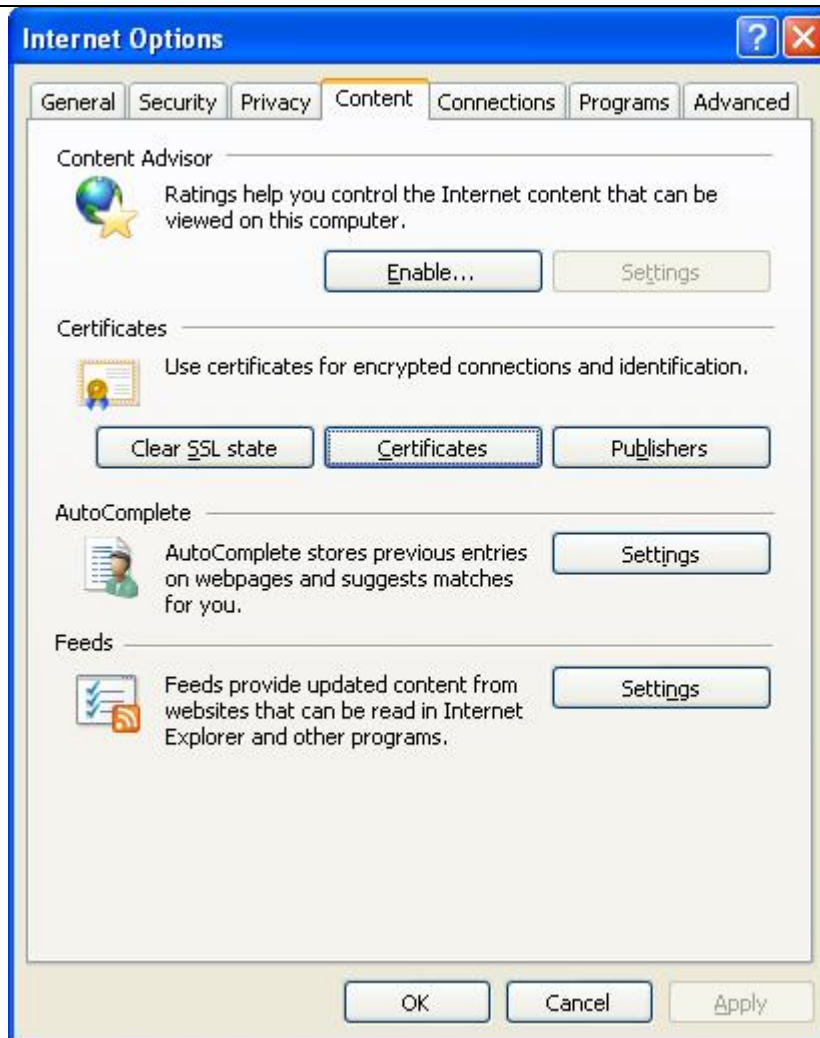 Internet Options
General Security Privacy Content Connections Programs Advanced
Content Advisor
Ratings help you control the Internet content that can be
viewed on this computer.
Enable... Settings
Certificates
Use certificates for encrypted connections and identification.
Clear SSL state Certificates Publishers
AutoComplete
AutoComplete stores previous entries
on webpages and suggests matches
for you.
Settings
Feeds
Feeds provide updated content from
websites that can be read in Internet
Explorer and other programs.
Settings
OK Cancel Apply